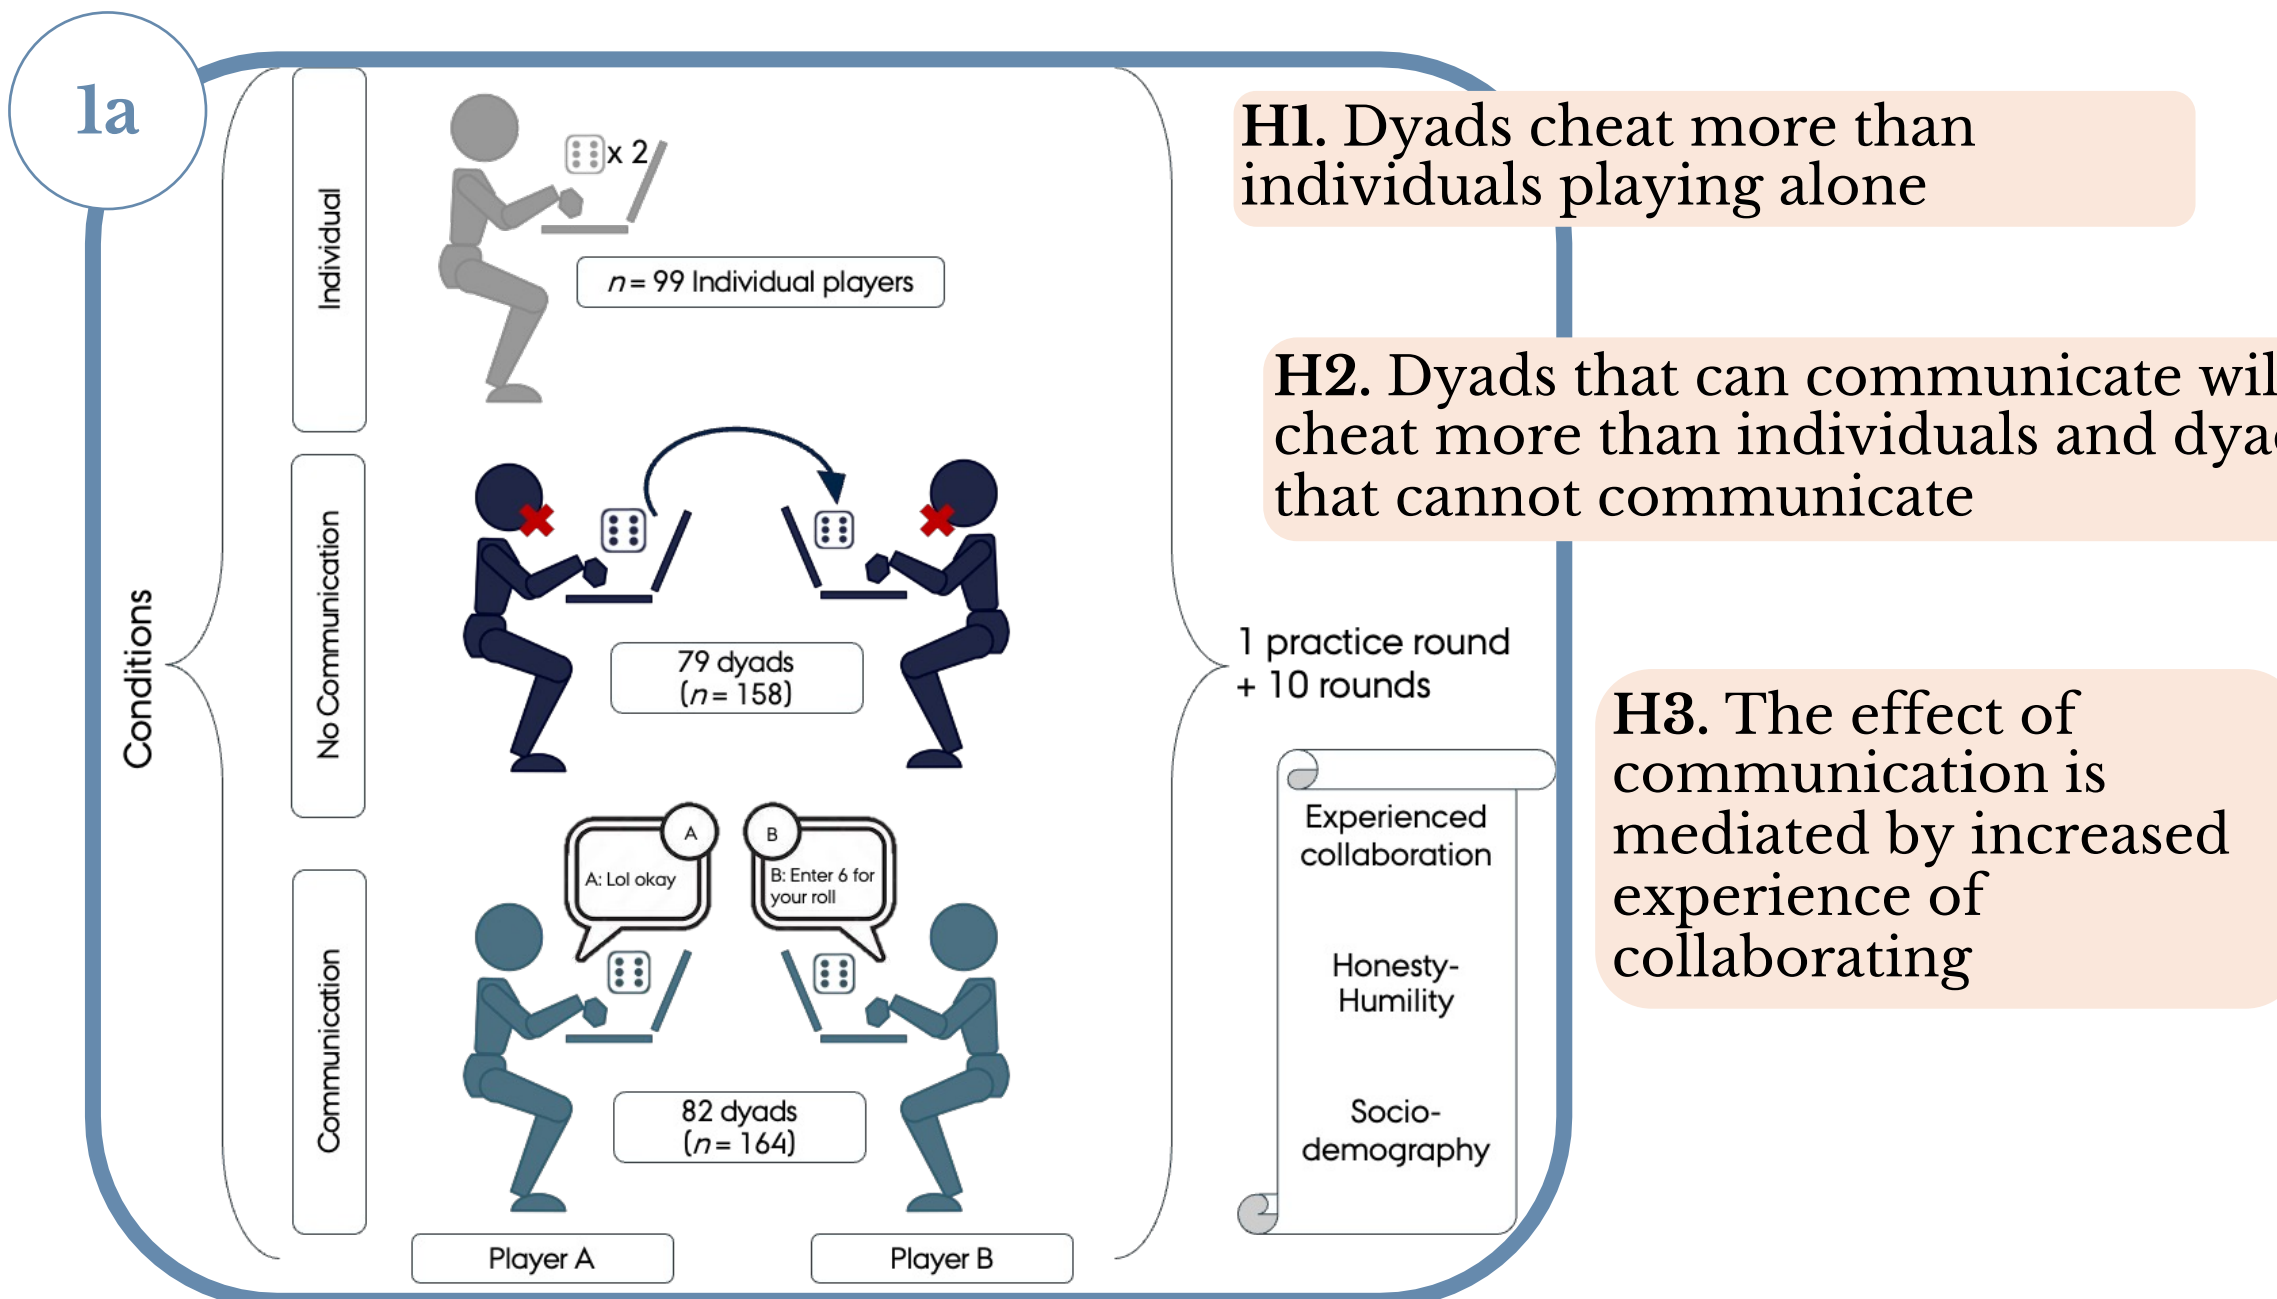 1a
Conditions
Individual
x 2
n = 99 Individual players
No Communication
79 dyads
(n = 158)
Communication
A
A: Lol okay
B
B: Enter 6 for
your roll
82 dyads
(n = 164)
Player A
Player B
1 practice round
+ 10 rounds
Experienced
collaboration
Honesty-
Humility
Socio-
demography
H1. Dyads cheat more than
individuals playing alone
H2. Dyads that can communicate
cheat more than individuals and
that cannot communicate
H3. The effect of
communication is
mediated by increased
experience of
collaborating